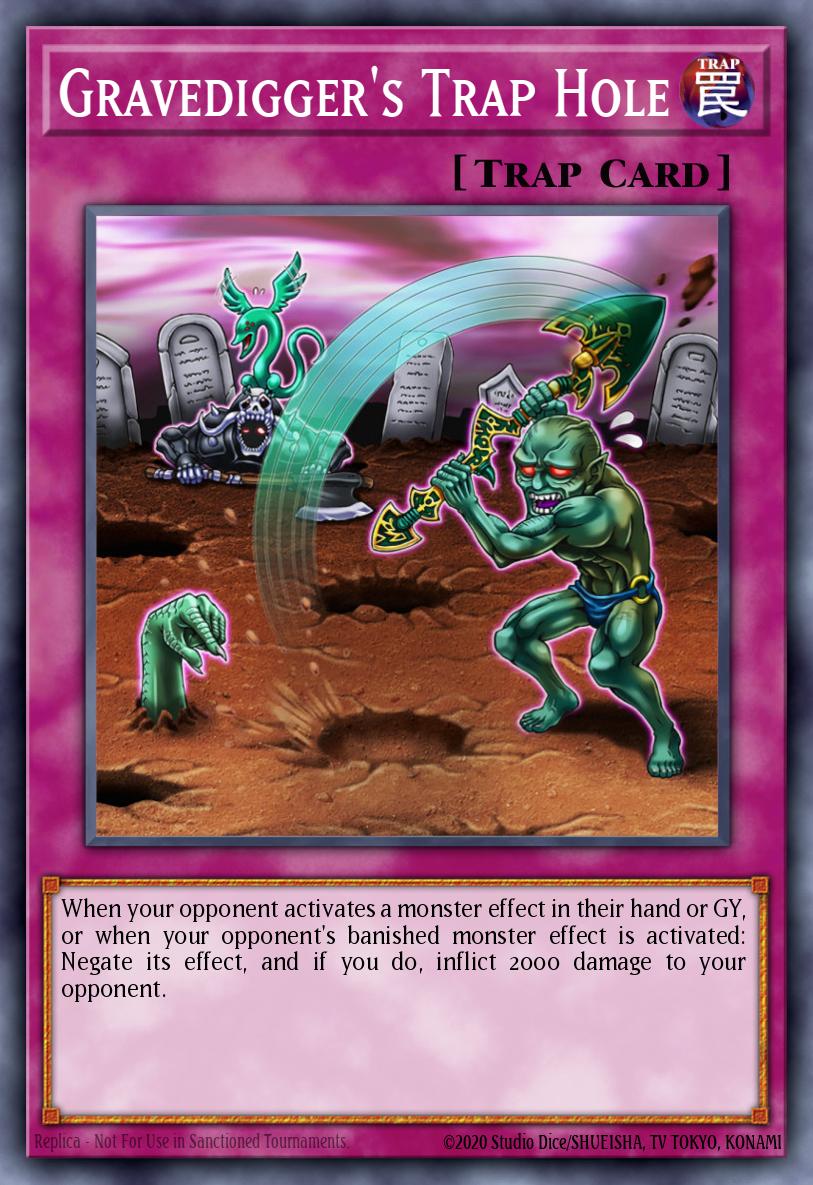 Gravedigger's Trap Hole
TRAP
罠
[Trap Card]
When your opponent activates a monster effect in their hand or GY,
or when your opponent's banished monster effect is activated:
Negate its effect, and if you do, inflict 2000 damage to your
opponent.
Replica - Not For Use in Sanctioned Tournaments.
©2020 Studio Dice/SHUEISHA, TV TOKYO, KONAMI